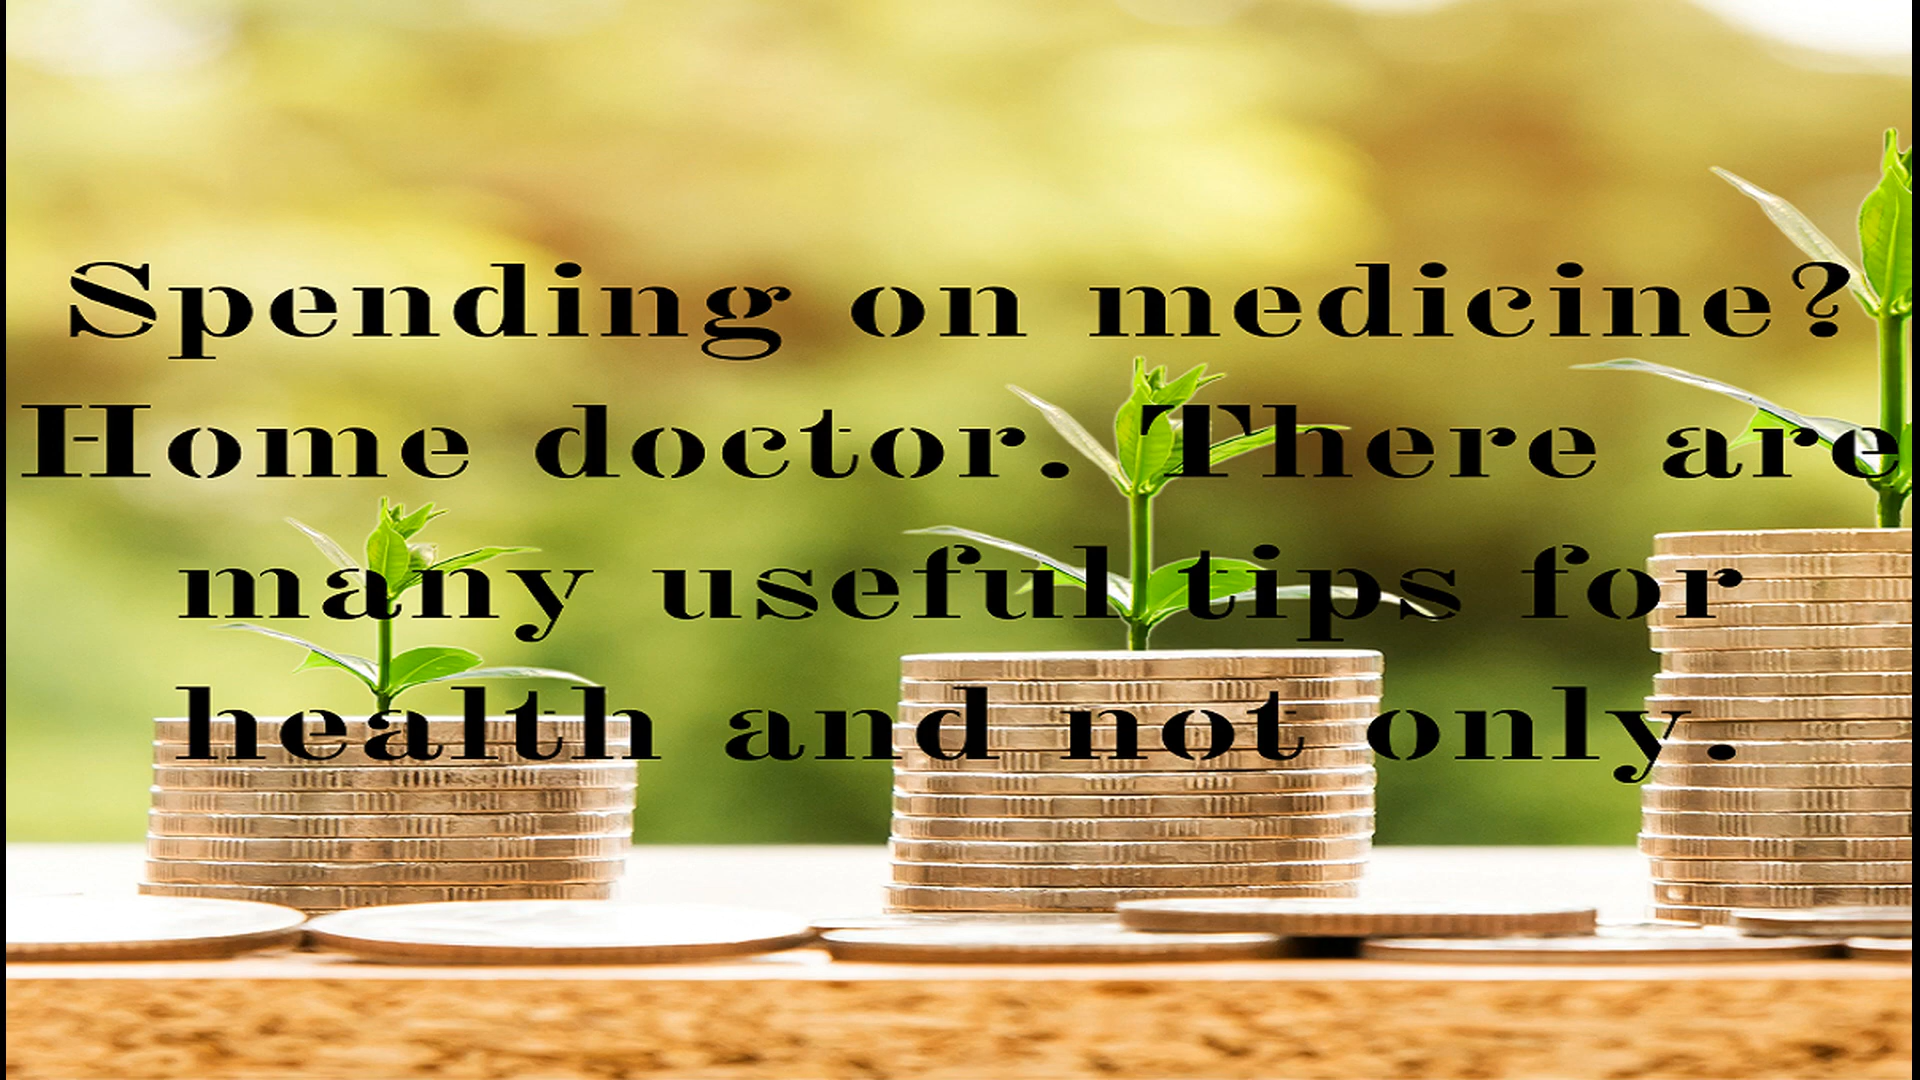 Spending on medicine?
Home doctor. There are
many useful tips for
health and not only.